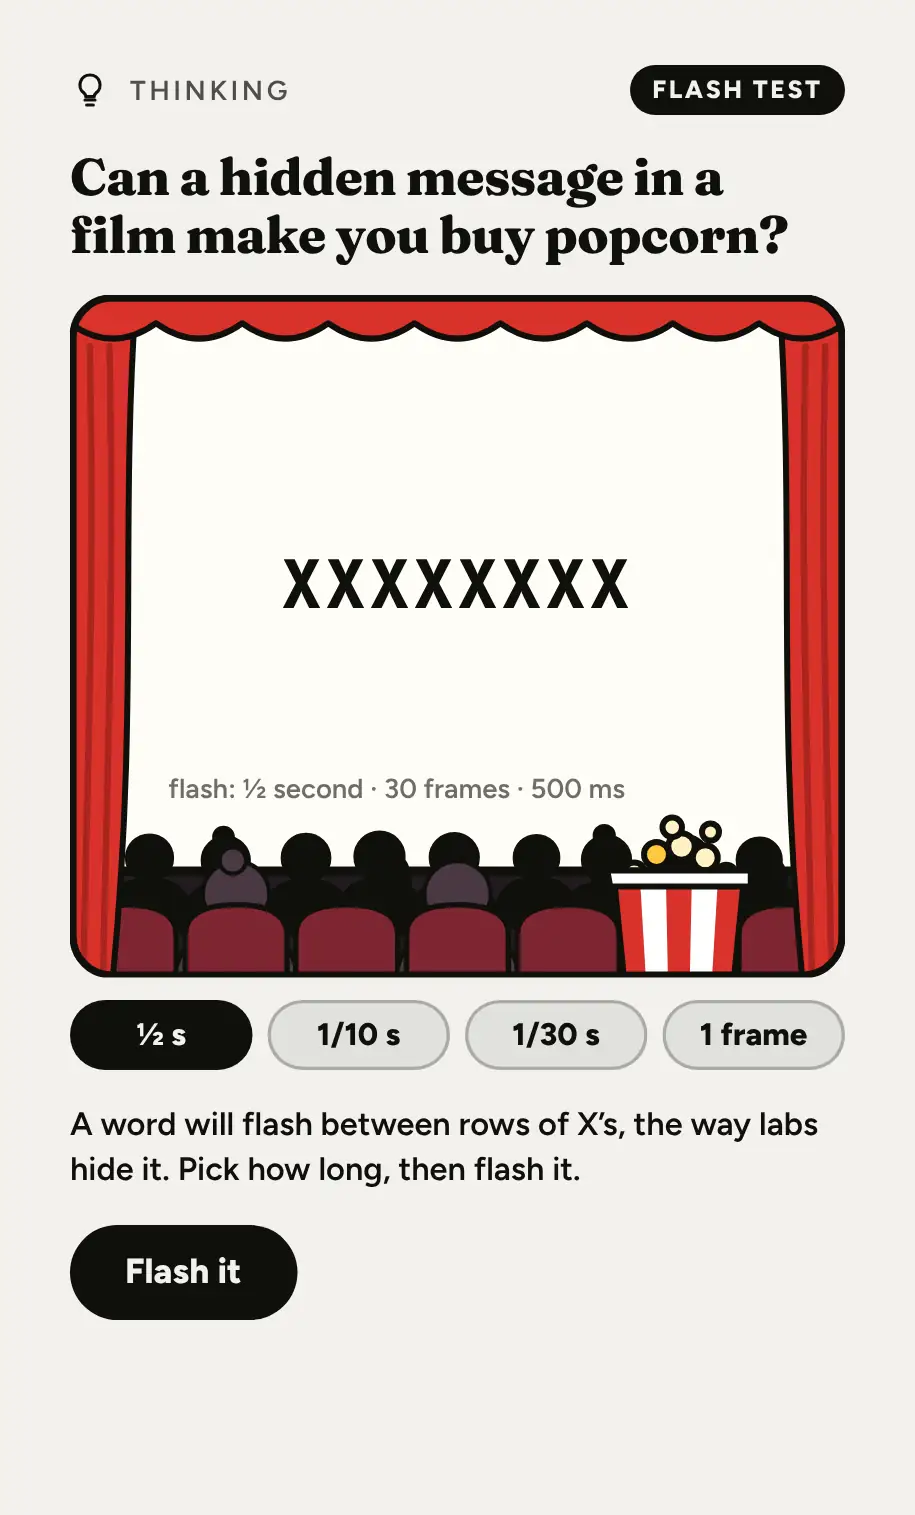 THINKING
FLASH TEST
Can a hidden message in a
film make you buy popcorn?
XXXXXXXX
flash: ½ second · 30 frames · 500 ms
½ s
1/10 s
1/30 s
1 frame
A word will flash between rows of X’s, the way labs
hide it. Pick how long, then flash it.
Flash it